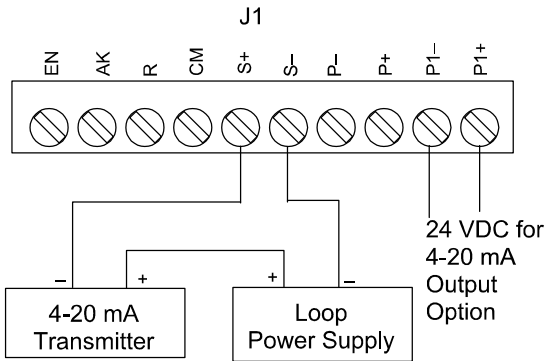 J1
EN AK R CM S+ S– P– P+ P1– P1+
24 VDC for
4-20 mA
Output
Option
– +
4-20 mA
Transmitter
+ –
Loop
Power Supply